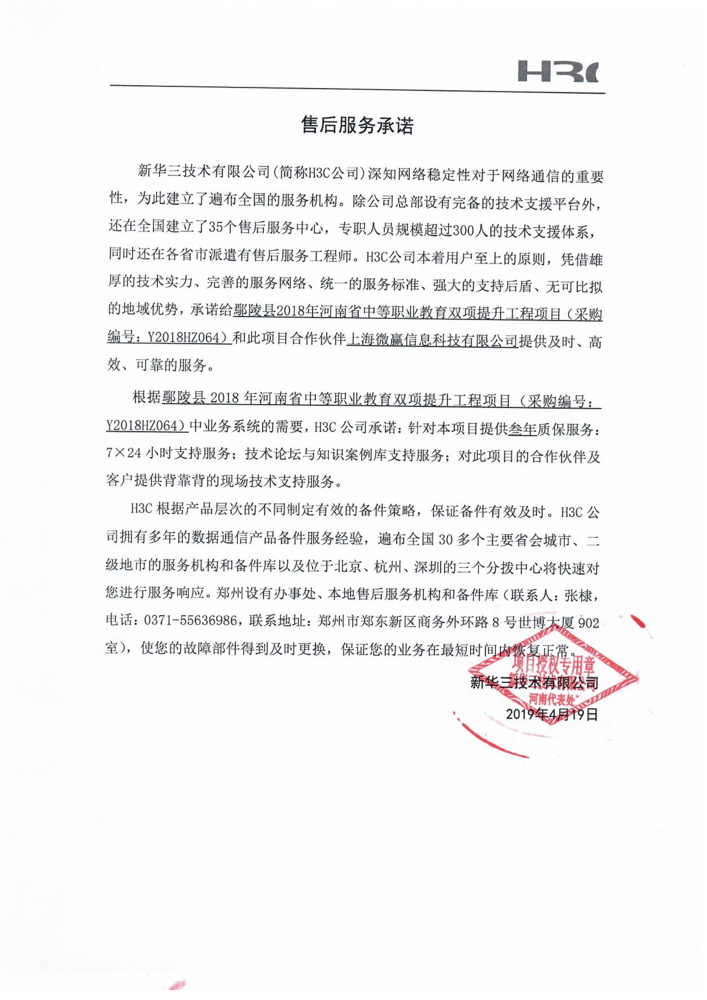 H3C
售后服务承诺
新华三技术有限公司(简称H3C公司)深知网络稳定性对于网络通信的重要
性，为此建立了遍布全国的服务机构。除公司总部设有完备的技术支援平台外，
还在全国建立了35个售后服务中心，专职人员规模超过300人的技术支援体系，
同时还在各省市派遣有售后服务工程师。H3C公司本着用户至上的原则，凭借雄
厚的技术实力、完善的服务网络、统一的服务标准、强大的支持后盾、无可比拟
的地域优势，承诺给鄢陵县2018年河南省中等职业教育双项提升工程项目（采购
编号：Y2018HZ064）和此项目合作伙伴上海微赢信息科技有限公司提供及时、高
效、可靠的服务。
根据鄢陵县 2018 年河南省中等职业教育双项提升工程项目（采购编号：
Y2018HZ064）中业务系统的需要，H3C 公司承诺：针对本项目提供叁年质保服务：
7×24 小时支持服务；技术论坛与知识案例库支持服务；对此项目的合作伙伴及
客户提供背靠背的现场技术支持服务。
H3C 根据产品层次的不同制定有效的备件策略，保证备件有效及时。H3C 公
司拥有多年的数据通信产品备件服务经验，遍布全国 30 多个主要省会城市、二
级地市的服务机构和备件库以及位于北京、杭州、深圳的三个分拨中心将快速对
您进行服务响应。郑州设有办事处、本地售后服务机构和备件库（联系人：张棣，
电话：0371-55636986，联系地址：郑州市郑东新区商务外环路 8 号世博大厦 902
室），使您的故障部件得到及时更换，保证您的业务在最短时间内恢复正常。
项目授权专用章
新华三技术有限公司
新华三技术有限公司
河南代表处
2019年4月19日